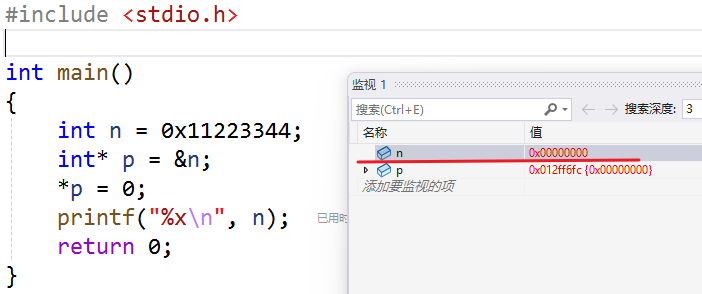 #include <stdio.h>
int main()
{
int n = 0x11223344;
int* p = &n;
*p = 0;
printf("%x\n", n); 已用时
return 0;
}
监视 1
搜索(Ctrl+E) 搜索深度: 3
名称 值
n 0x00000000
p 0x012ff6fc {0x00000000}
添加要监视的项